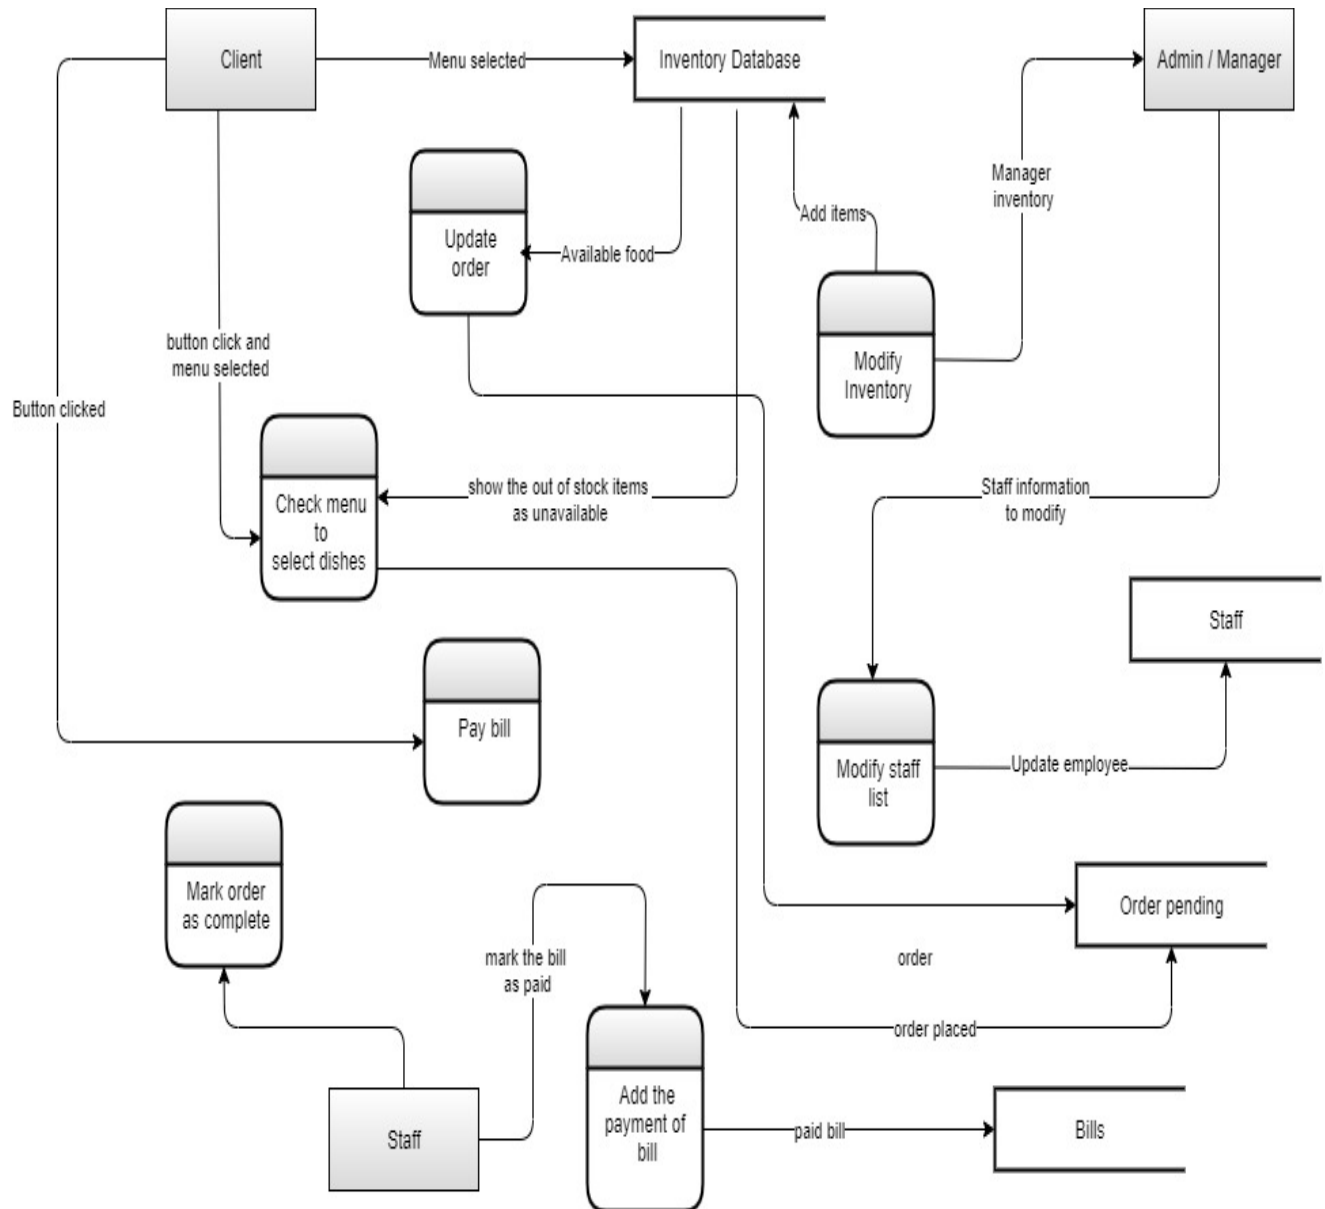 Client
Menu selected
Inventory Database
Admin / Manager
Manager
inventory
Add items
Update
order
Available food
button click and
menu selected
Modify
Inventory
Button clicked
show the out of stock items
as unavailable
Staff information
to modify
Check menu
to
select dishes
Staff
Pay bill
Modify staff
list
Update employee
Mark order
as complete
Order pending
mark the bill
as paid
order
order placed
Add the
payment of
bill
paid bill
Bills
Staff